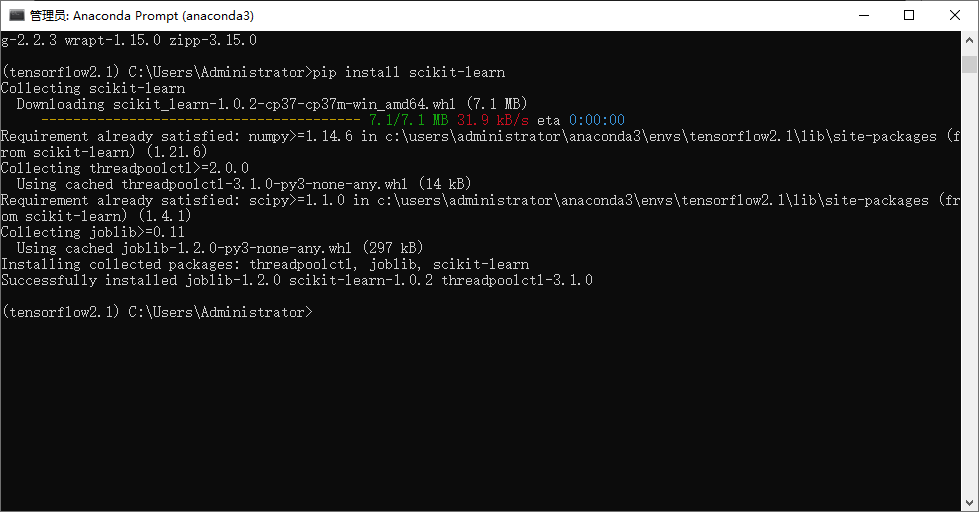 管理员: Anaconda Prompt (anaconda3)
g-2.2.3 wrapt-1.15.0 zipp-3.15.0
(tensorflow2.1) C:\Users\Administrator>pip install scikit-learn
Collecting scikit-learn
Downloading scikit_learn-1.0.2-cp37-cp37m-win_amd64.whl (7.1 MB)
---------------------------------------- 7.1/7.1 MB 31.9 kB/s eta 0:00:00
Requirement already satisfied: numpy>=1.14.6 in c:\users\administrator\anaconda3\envs\tensorflow2.1\lib\site-packages (f
rom scikit-learn) (1.21.6)
Collecting threadpoolctl>=2.0.0
Using cached threadpoolctl-3.1.0-py3-none-any.whl (14 kB)
Requirement already satisfied: scipy>=1.1.0 in c:\users\administrator\anaconda3\envs\tensorflow2.1\lib\site-packages (fr
om scikit-learn) (1.4.1)
Collecting joblib>=0.11
Using cached joblib-1.2.0-py3-none-any.whl (297 kB)
Installing collected packages: threadpoolctl, joblib, scikit-learn
Successfully installed joblib-1.2.0 scikit-learn-1.0.2 threadpoolctl-3.1.0
(tensorflow2.1) C:\Users\Administrator>